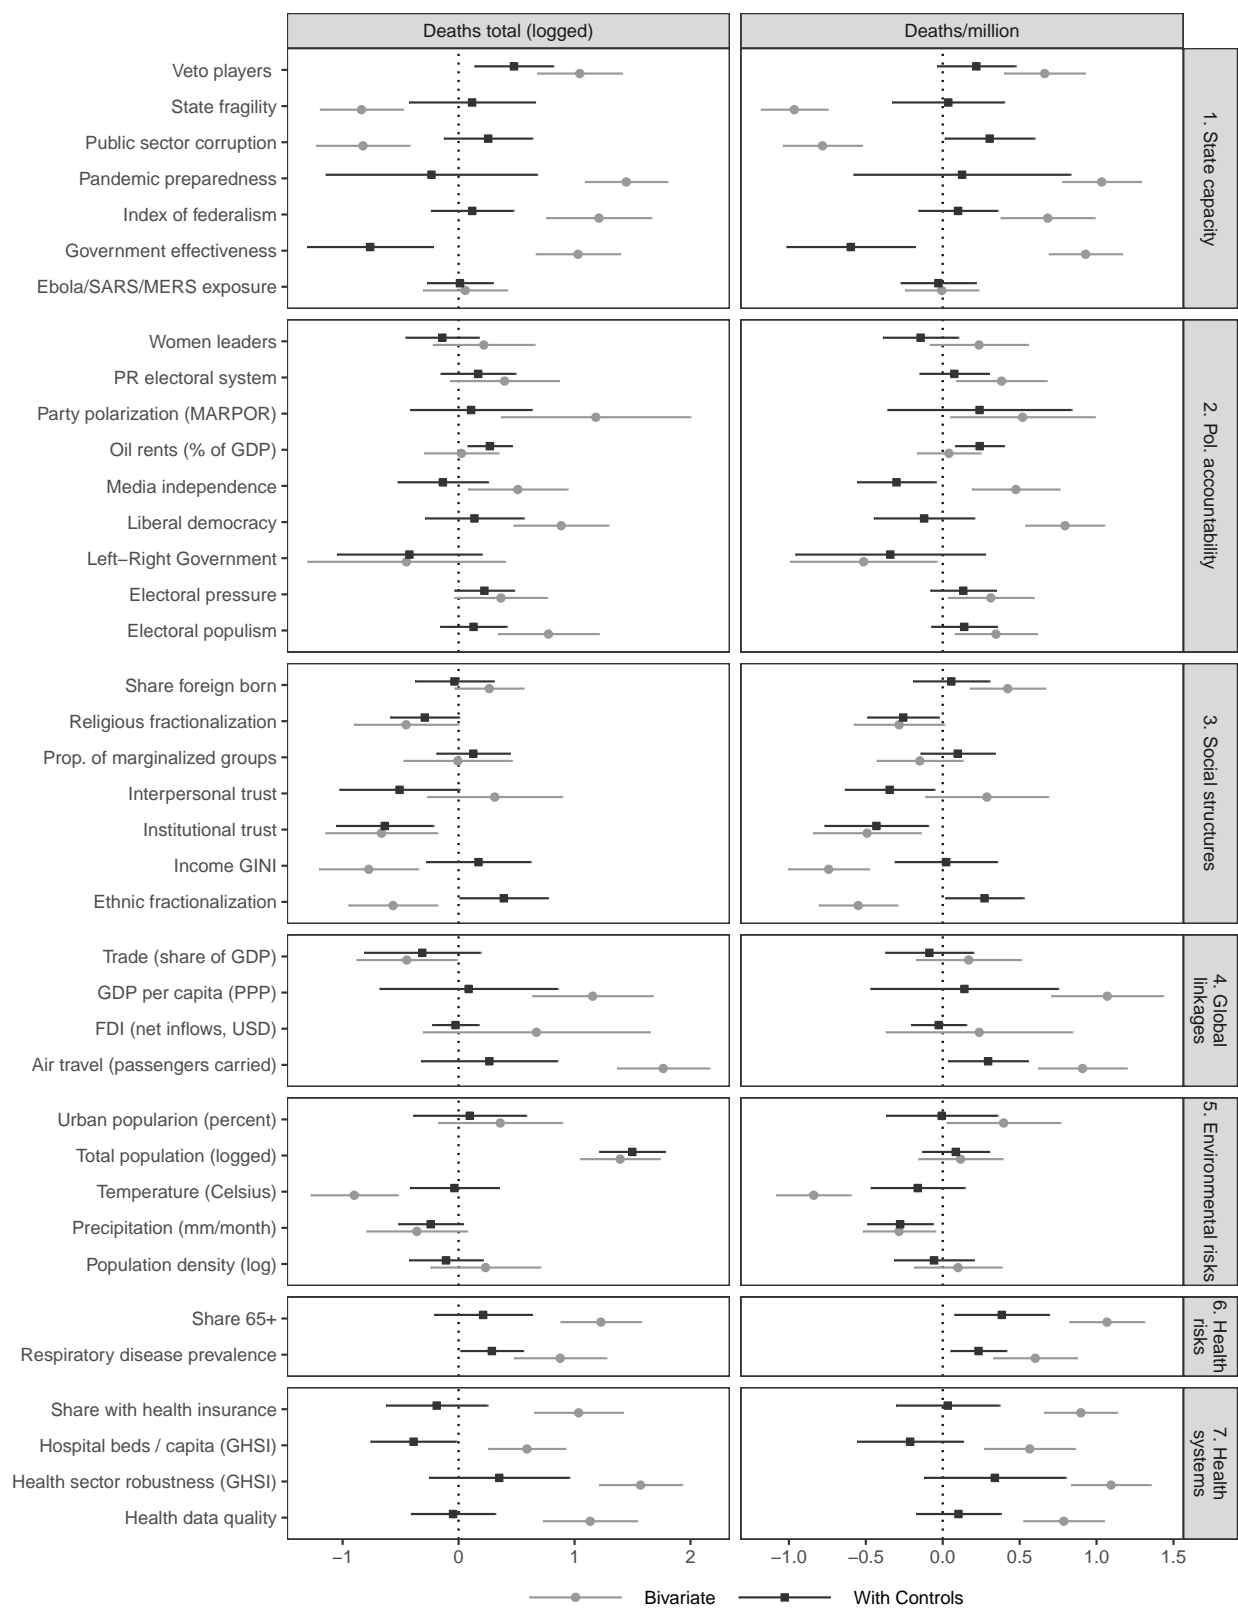 Deaths total (logged)
Deaths/million
Veto players
State fragility
Public sector corruption
Pandemic preparedness
Index of federalism
Government effectiveness
Ebola/SARS/MERS exposure
1. State capacity
Women leaders
PR electoral system
Party polarization (MARPOR)
Oil rents (% of GDP)
Media independence
Liberal democracy
Left−Right Government
Electoral pressure
Electoral populism
2. Pol. accountability
Share foreign born
Religious fractionalization
Prop. of marginalized groups
Interpersonal trust
Institutional trust
Income GINI
Ethnic fractionalization
3. Social structures
Trade (share of GDP)
GDP per capita (PPP)
FDI (net inflows, USD)
Air travel (passengers carried)
4. Global
linkages
Urban popularion (percent)
Total population (logged)
Temperature (Celsius)
Precipitation (mm/month)
Population density (log)
5. Environmental risks
Share 65+
Respiratory disease prevalence
6. Health
risks
Share with health insurance
Hospital beds / capita (GHSI)
Health sector robustness (GHSI)
Health data quality
7. Health
systems
−1 0 1 2
−1.0 −0.5 0.0 0.5 1.0 1.5
Bivariate With Controls